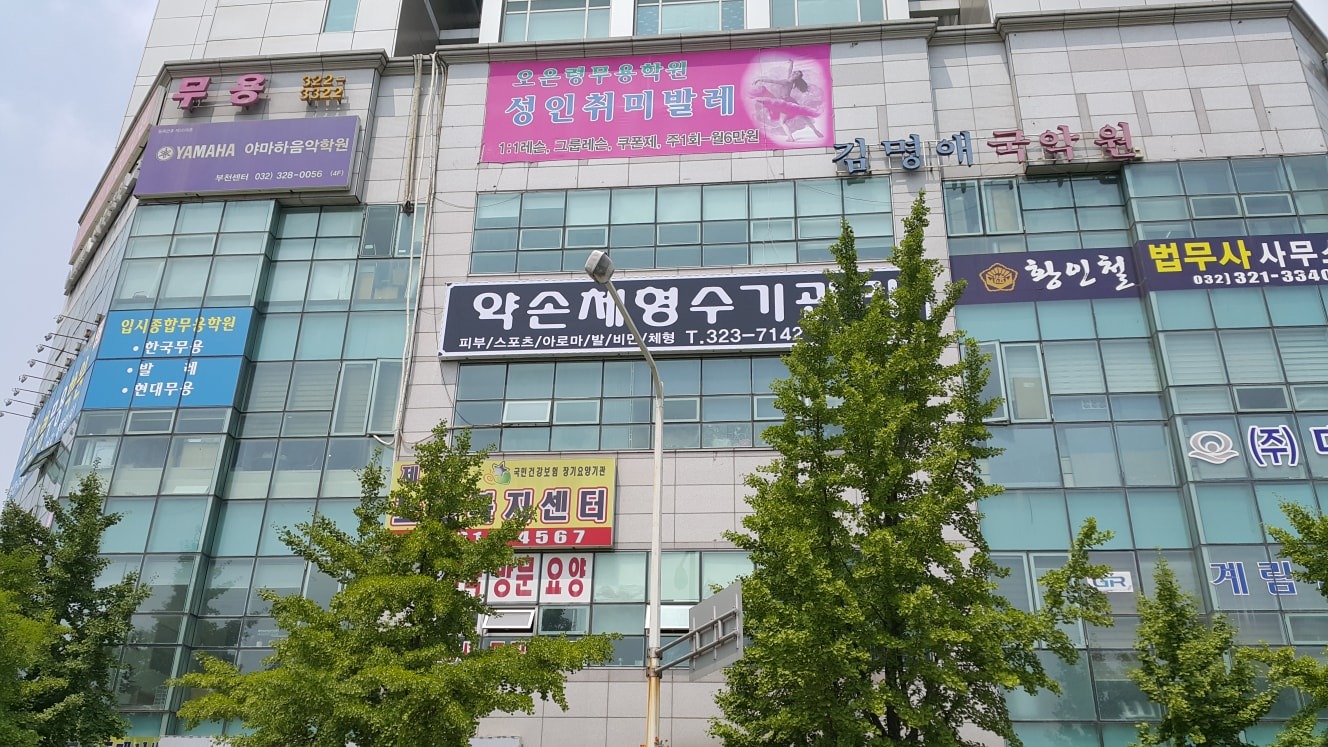 무용 322-3322
YAMAHA 야마하음악학원
부천센터 032) 328-0056 (4F)
오은령무용학원
성인취미발레
1:1레슨, 그룹레슨, 쿠폰제, 주1회-월6만원
김명애국악원
약손체형수기
피부/스포츠/아로마/발/비만/체형 T.323-7142
황인철
법무사 사무소
032)321-3340
입시종합무용학원
• 한국무용
• 발 레
• 현대무용
국민건강보험 장기요양기관
복지센터
4567
방문요양
(주)
GR
계림